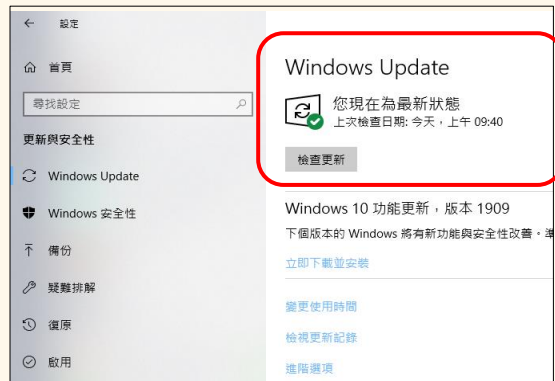 設定
首頁
尋找設定
更新與安全性
Windows Update
Windows 安全性
備份
疑難排解
復原
啟用
Windows Update
您現在為最新狀態
上次檢查日期: 今天，上午 09:40
檢查更新
Windows 10 功能更新，版本 1909
下個版本的 Windows 將有新功能與安全性改善。準
立即下載並安裝
變更使用時間
檢視更新記錄
進階選項